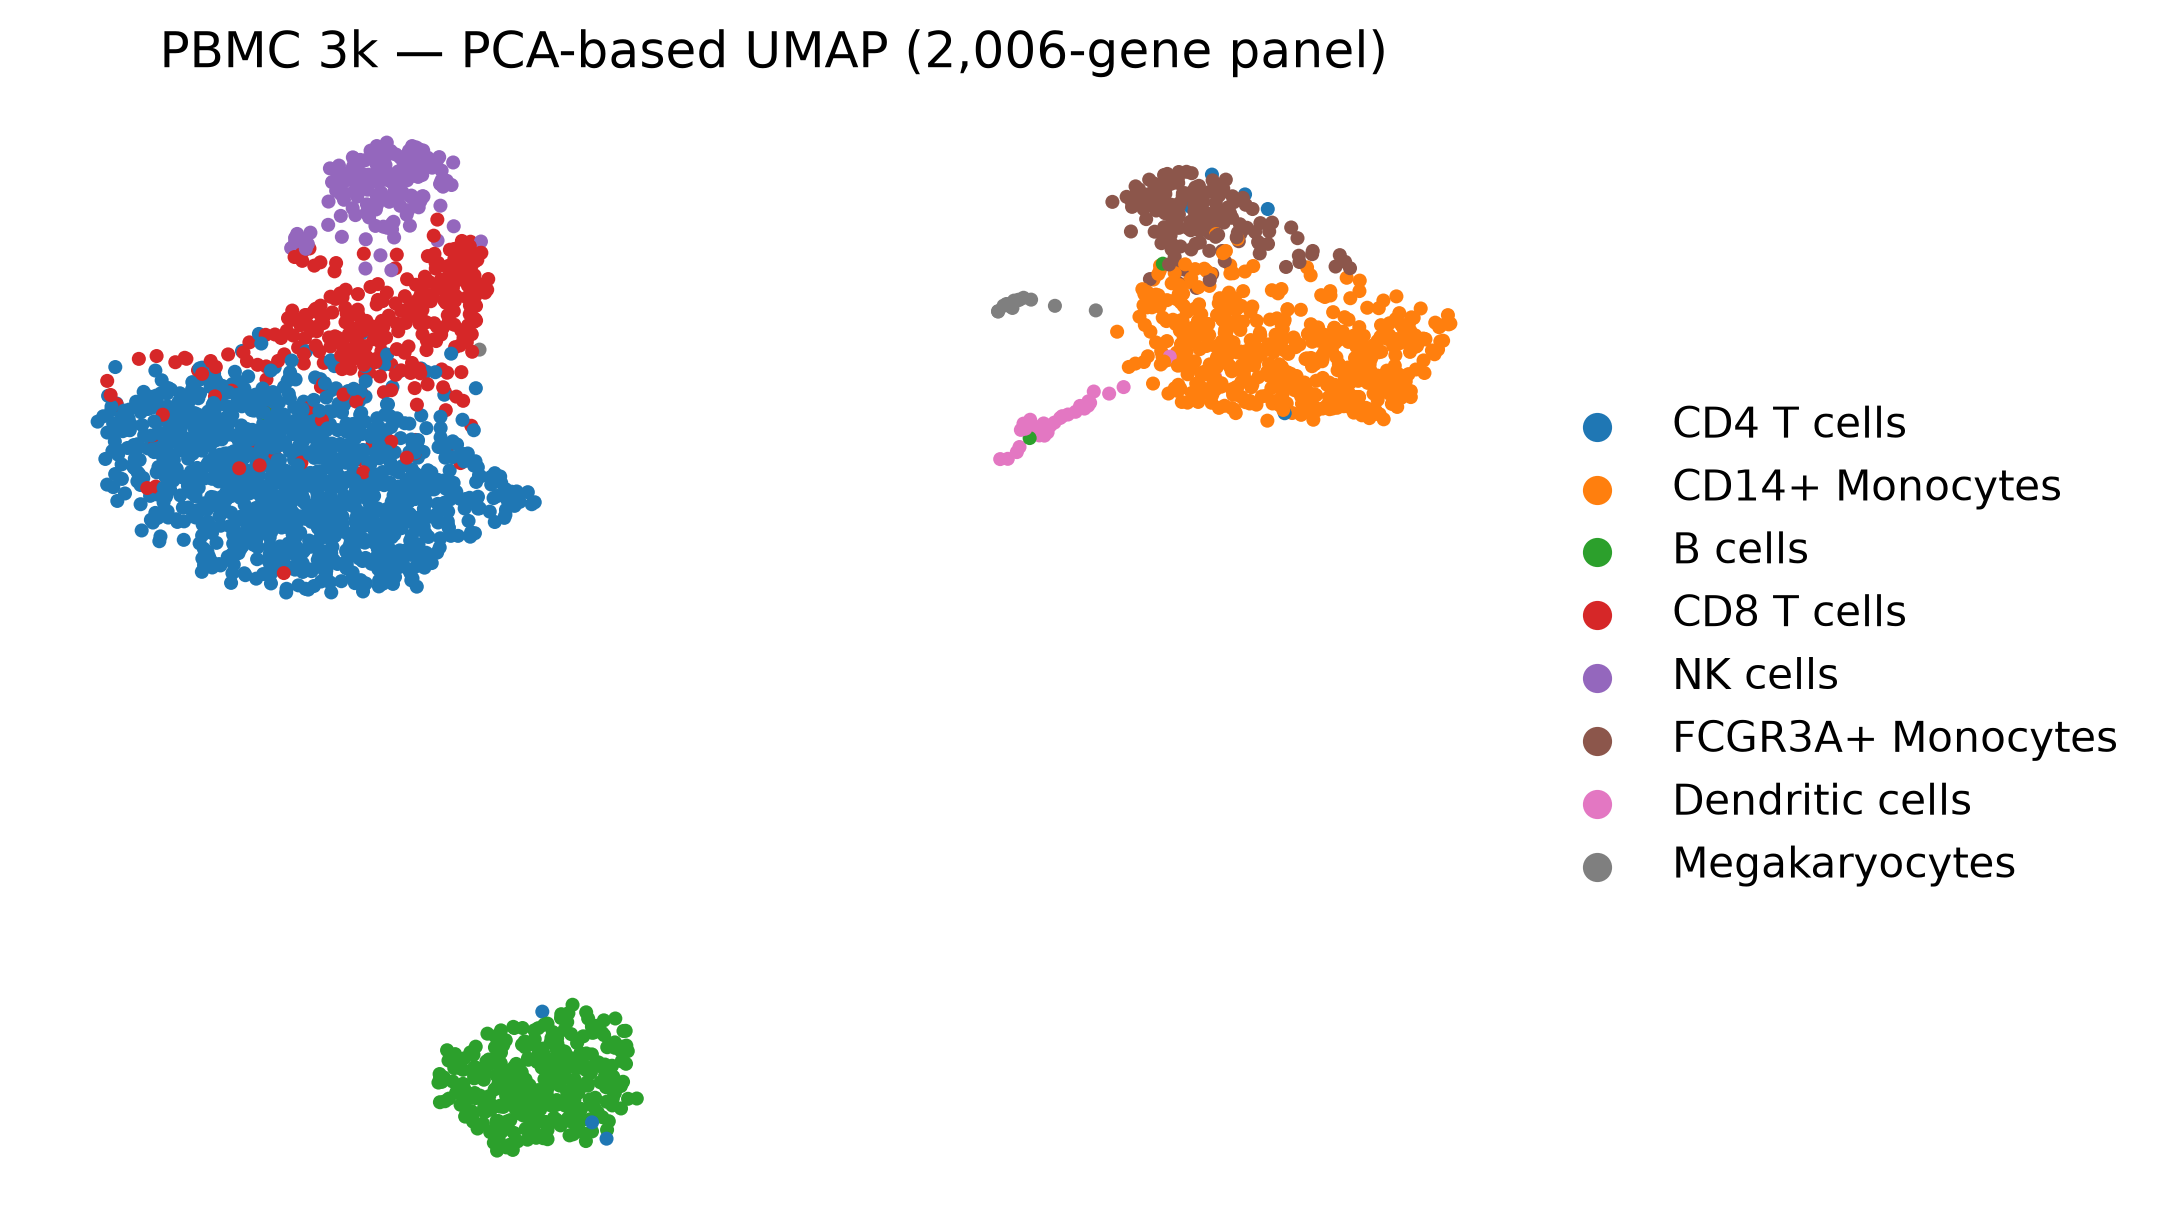 PBMC 3k — PCA-based UMAP (2,006-gene panel)
CD4 T cells
CD14+ Monocytes
B cells
CD8 T cells
NK cells
FCGR3A+ Monocytes
Dendritic cells
Megakaryocytes